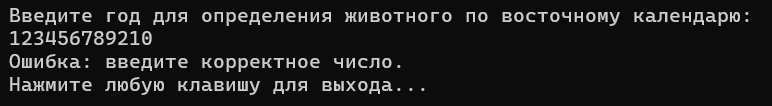 Введите год для определения животного по восточному календарю:
123456789210
Ошибка: введите корректное число.
Нажмите любую клавишу для выхода...